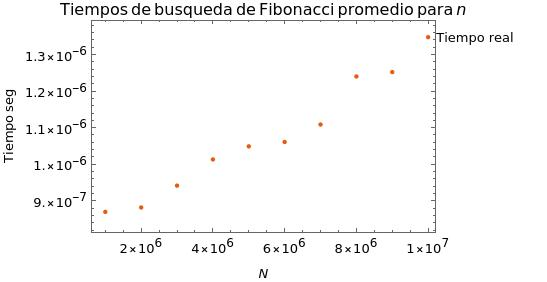 Tiempos de busqueda de Fibonacci promedio para n
Tiempo real
1.3×10⁻⁶
1.2×10⁻⁶
1.1×10⁻⁶
1.×10⁻⁶
9.×10⁻⁷
Tiempo seg
2×10⁶ 4×10⁶ 6×10⁶ 8×10⁶ 1×10⁷
N